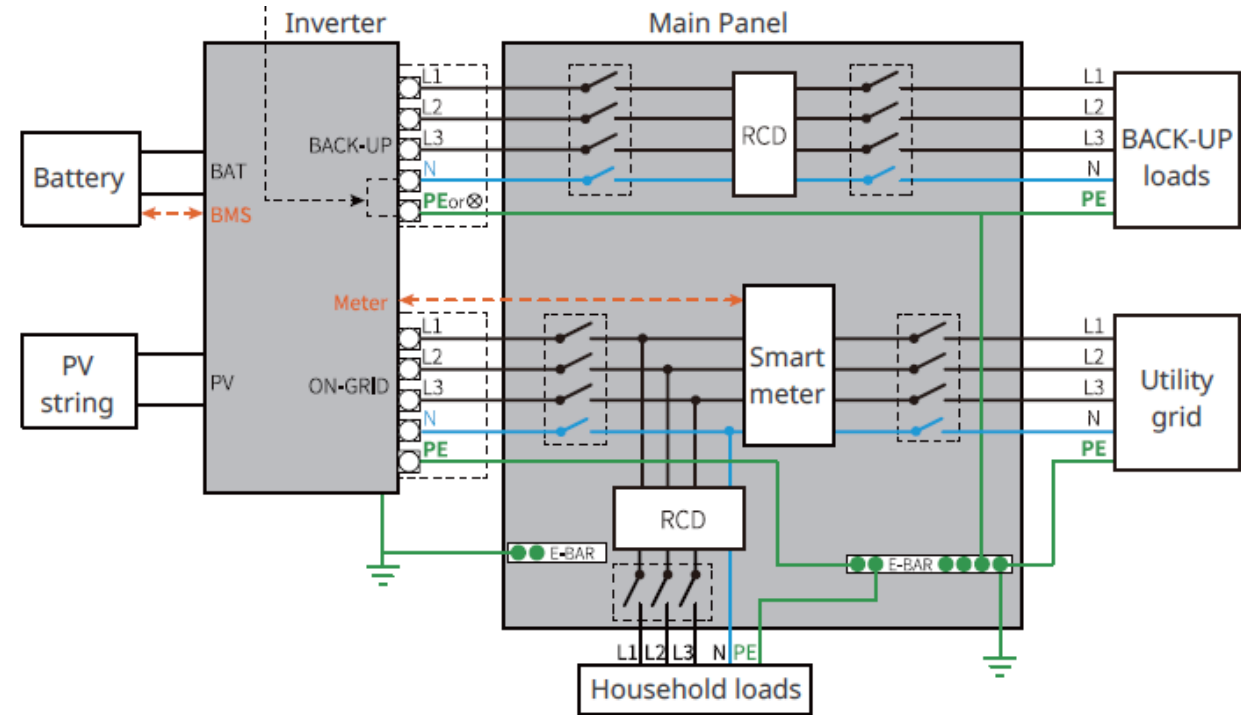 Inverter
Main Panel
L1
L2
L3
N
PEor⊗
BACK-UP
RCD
L1
L2
L3
N
PE
BACK-UP
loads
Battery
BAT
BMS
Meter
L1
L2
L3
N
PE
ON-GRID
Smart
meter
L1
L2
L3
N
PE
Utility
grid
PV
string
PV
RCD
E-BAR
E-BAR
L1 L2 L3 N PE
Household loads